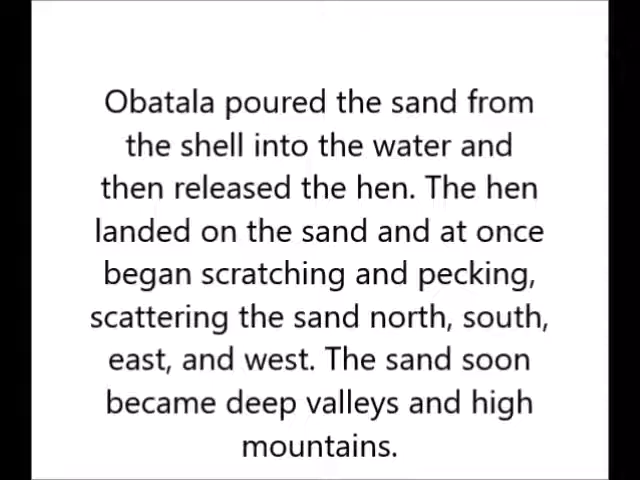 Obatala poured the sand from
the shell into the water and
then released the hen. The hen
landed on the sand and at once
began scratching and pecking,
scattering the sand north, south,
east, and west. The sand soon
became deep valleys and high
mountains.